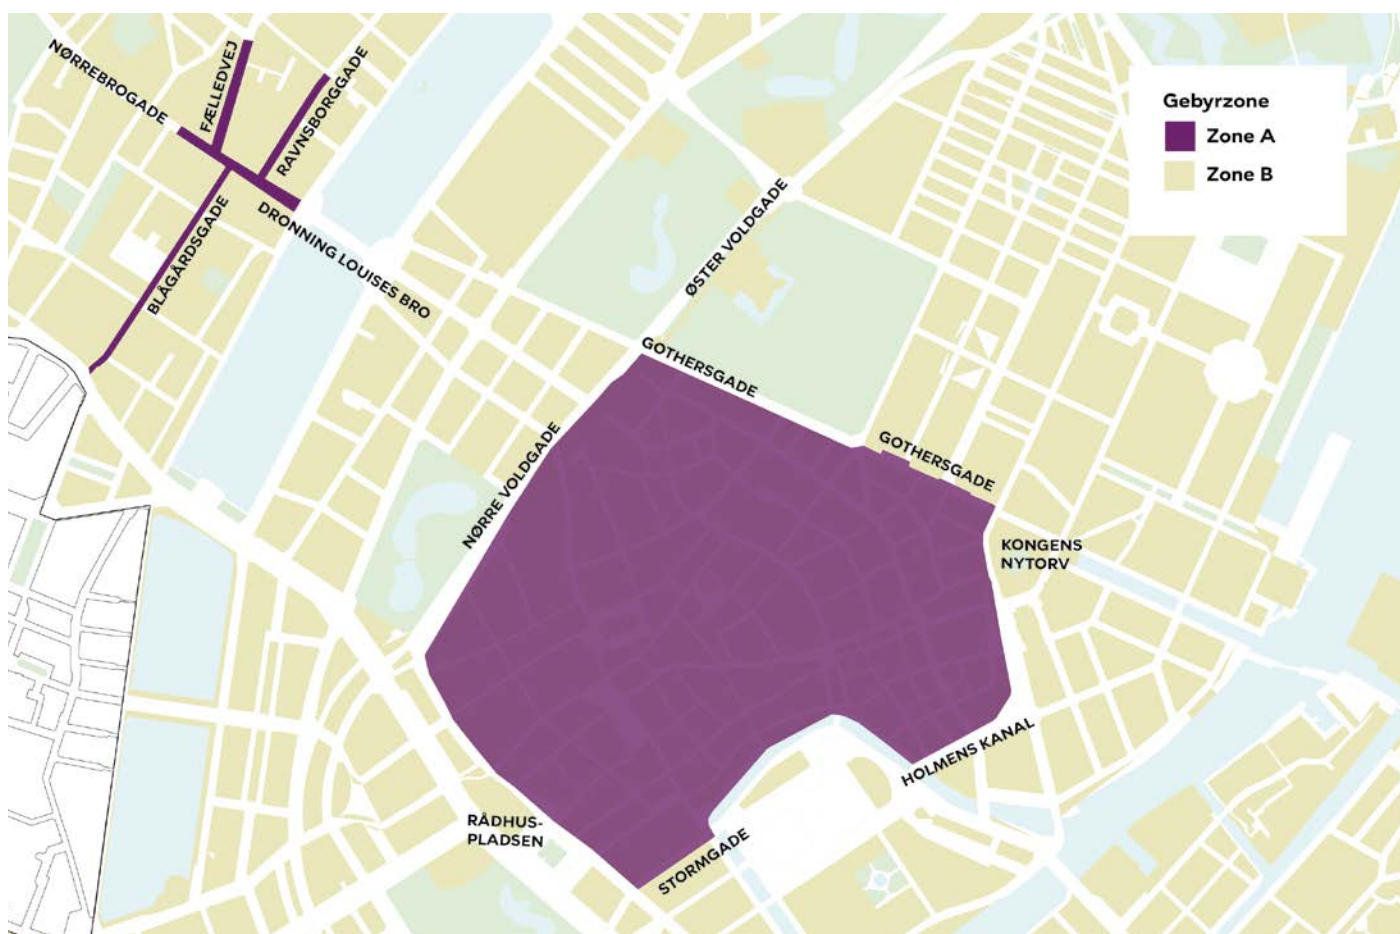 NØRREBROGADE
FÆLLEDVEJ
RAVNSBORGGADE
BLÅGÅRDSGADE
DRONNING LOUISES BRO
ØSTER VOLDGADE
Gebyrzone
Zone A
Zone B
GOTHERSGADE
GOTHERSGADE
NØRRE VOLDGADE
KONGENS
NYTORV
HOLMENS KANAL
RÅDHUS-
PLADSEN
STORMGADE